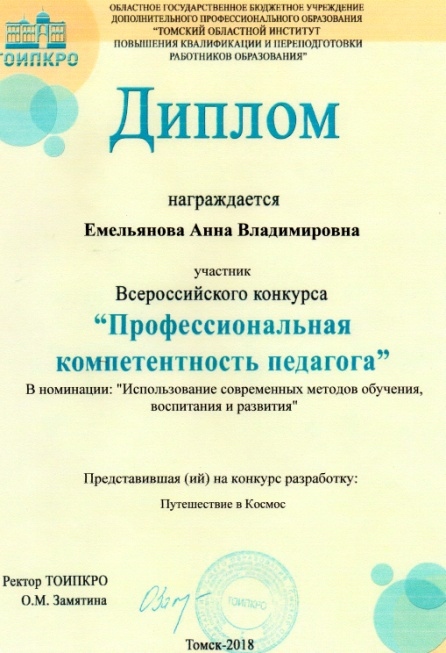 ОБЛАСТНОЕ ГОСУДАРСТВЕННОЕ БЮДЖЕТНОЕ УЧРЕЖДЕНИЕ
ДОПОЛНИТЕЛЬНОГО ПРОФЕССИОНАЛЬНОГО ОБРАЗОВАНИЯ
"ТОМСКИЙ ОБЛАСТНОЙ ИНСТИТУТ
ПОВЫШЕНИЯ КВАЛИФИКАЦИИ И ПЕРЕПОДГОТОВКИ
РАБОТНИКОВ ОБРАЗОВАНИЯ"
ТОИПКРО
Диплом
награждается
Емельянова Анна Владимировна
участник
Всероссийского конкурса
“Профессиональная
компетентность педагога”
В номинации: "Использование современных методов обучения,
воспитания и развития"
Представившая (ий) на конкурс разработку:
Путешествие в Космос
Ректор ТОИПКРО
О.М. Замятина
ТОИПКРО
Томск-2018